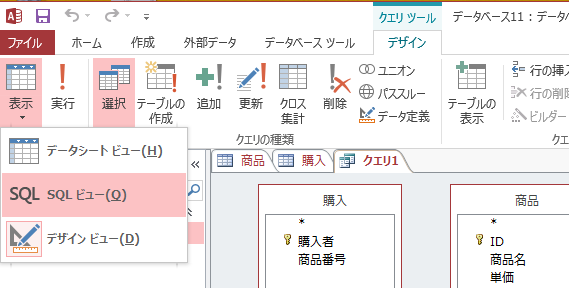 クエリ ツール
データベース11 : データベ
ファイル
ホーム
作成
外部データ
データベース ツール
デザイン
表示
実行
選択
テーブルの
作成
追加
更新
クロス
集計
削除
ユニオン
パススルー
データ定義
テーブルの
表示
行の挿入
行の削除
ビルダー
クエリの種類
クエ
データシート ビュー(H)
SQL
SQL ビュー(Q)
デザイン ビュー(D)
商品
購入
クエリ1
購入
*
購入者
商品番号
商品
*
ID
商品名
単価